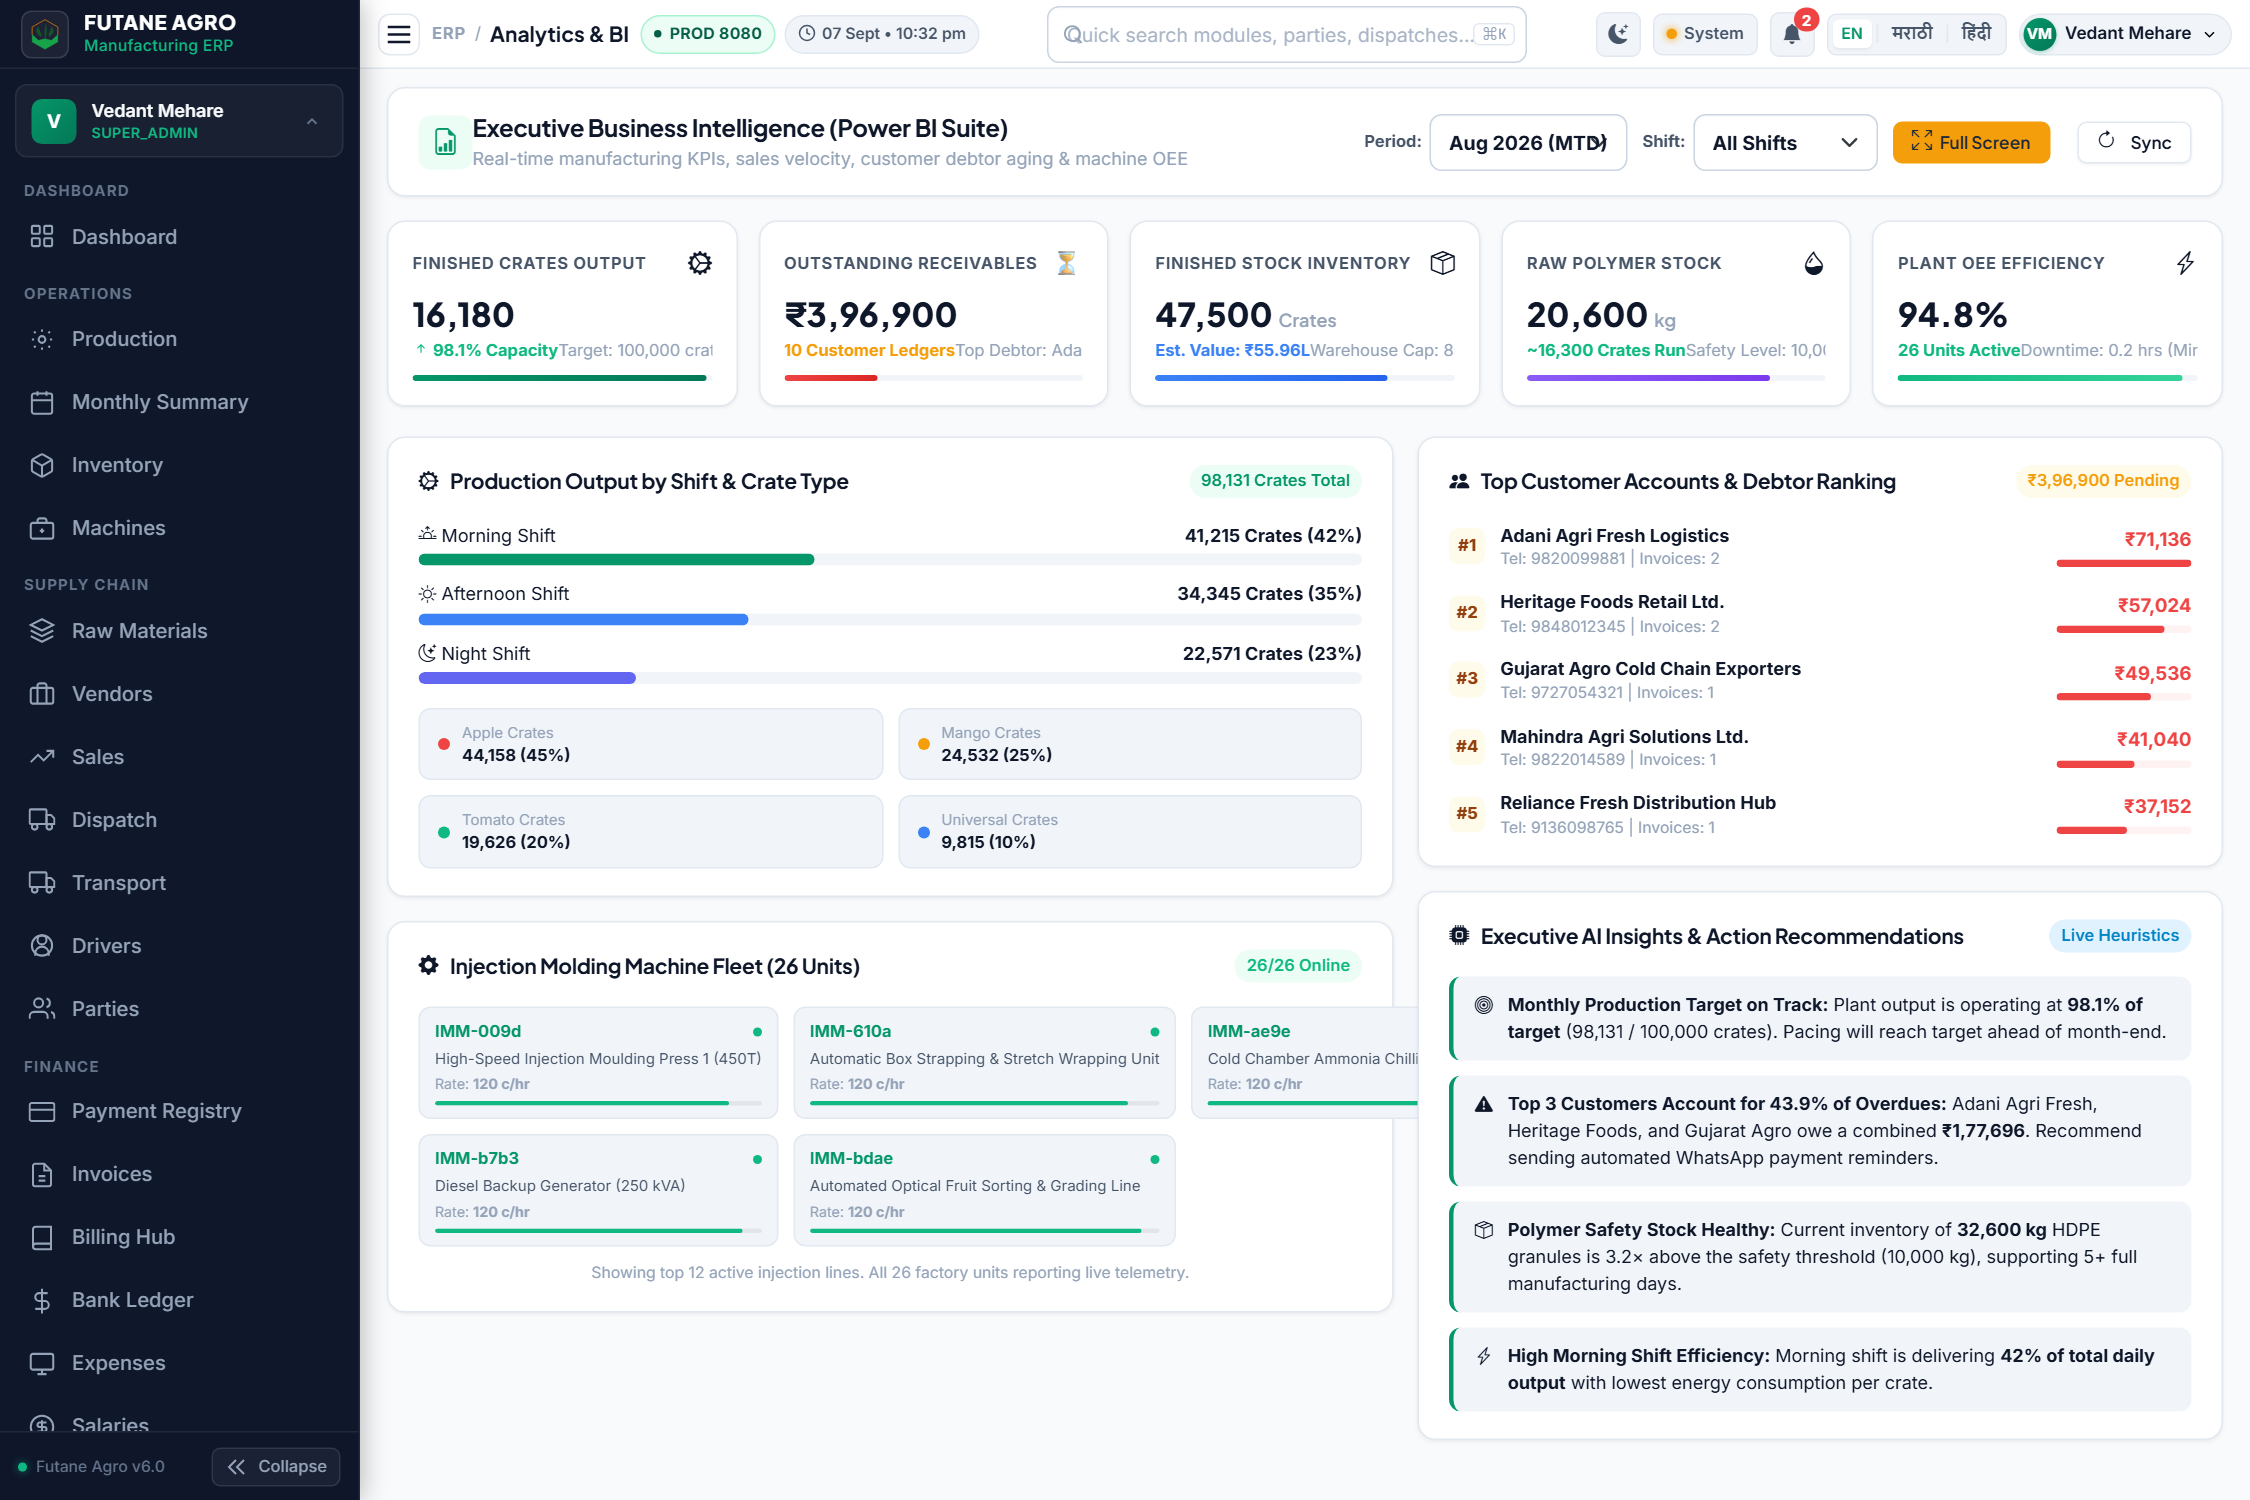 FUTANE AGRO
Manufacturing ERP
V
Vedant Mehare
SUPER_ADMIN
DASHBOARD
Dashboard
OPERATIONS
Production
Monthly Summary
Inventory
Machines
SUPPLY CHAIN
Raw Materials
Vendors
Sales
Dispatch
Transport
Drivers
Parties
FINANCE
Payment Registry
Invoices
Billing Hub
Bank Ledger
Expenses
Salaries
Futane Agro v6.0
Collapse
ERP / Analytics & BI
PROD 8080
07 Sept • 10:32 pm
Quick search modules, parties, dispatches... ⌘K
System
2
EN
मराठी
हिंदी
VM
Vedant Mehare
Executive Business Intelligence (Power BI Suite)
Real-time manufacturing KPIs, sales velocity, customer debtor aging & machine OEE
Period: Aug 2026 (MTD)
Shift: All Shifts
Full Screen
Sync
FINISHED CRATES OUTPUT
16,180
↑ 98.1% Capacity Target: 100,000 crat
OUTSTANDING RECEIVABLES
₹3,96,900
10 Customer Ledgers Top Debtor: Ada
FINISHED STOCK INVENTORY
47,500 Crates
Est. Value: ₹55.96L Warehouse Cap: 8
RAW POLYMER STOCK
20,600 kg
~16,300 Crates Run Safety Level: 10,00
PLANT OEE EFFICIENCY
94.8%
26 Units Active Downtime: 0.2 hrs (Mir
Production Output by Shift & Crate Type
98,131 Crates Total
Morning Shift
41,215 Crates (42%)
Afternoon Shift
34,345 Crates (35%)
Night Shift
22,571 Crates (23%)
Apple Crates
44,158 (45%)
Mango Crates
24,532 (25%)
Tomato Crates
19,626 (20%)
Universal Crates
9,815 (10%)
Injection Molding Machine Fleet (26 Units)
26/26 Online
IMM-009d
High-Speed Injection Moulding Press 1 (450T)
Rate: 120 c/hr
IMM-610a
Automatic Box Strapping & Stretch Wrapping Unit
Rate: 120 c/hr
IMM-ae9e
Cold Chamber Ammonia Chilli
Rate: 120 c/hr
IMM-b7b3
Diesel Backup Generator (250 kVA)
Rate: 120 c/hr
IMM-bdae
Automated Optical Fruit Sorting & Grading Line
Rate: 120 c/hr
Showing top 12 active injection lines. All 26 factory units reporting live telemetry.
Top Customer Accounts & Debtor Ranking
₹3,96,900 Pending
#1
Adani Agri Fresh Logistics
Tel: 9820099881 | Invoices: 2
₹71,136
#2
Heritage Foods Retail Ltd.
Tel: 9848012345 | Invoices: 2
₹57,024
#3
Gujarat Agro Cold Chain Exporters
Tel: 9727054321 | Invoices: 1
₹49,536
#4
Mahindra Agri Solutions Ltd.
Tel: 9822014589 | Invoices: 1
₹41,040
#5
Reliance Fresh Distribution Hub
Tel: 9136098765 | Invoices: 1
₹37,152
Executive AI Insights & Action Recommendations
Live Heuristics
Monthly Production Target on Track: Plant output is operating at 98.1% of
target (98,131 / 100,000 crates). Pacing will reach target ahead of month-end.
Top 3 Customers Account for 43.9% of Overdues: Adani Agri Fresh,
Heritage Foods, and Gujarat Agro owe a combined ₹1,77,696. Recommend
sending automated WhatsApp payment reminders.
Polymer Safety Stock Healthy: Current inventory of 32,600 kg HDPE
granules is 3.2× above the safety threshold (10,000 kg), supporting 5+ full
manufacturing days.
High Morning Shift Efficiency: Morning shift is delivering 42% of total daily
output with lowest energy consumption per crate.